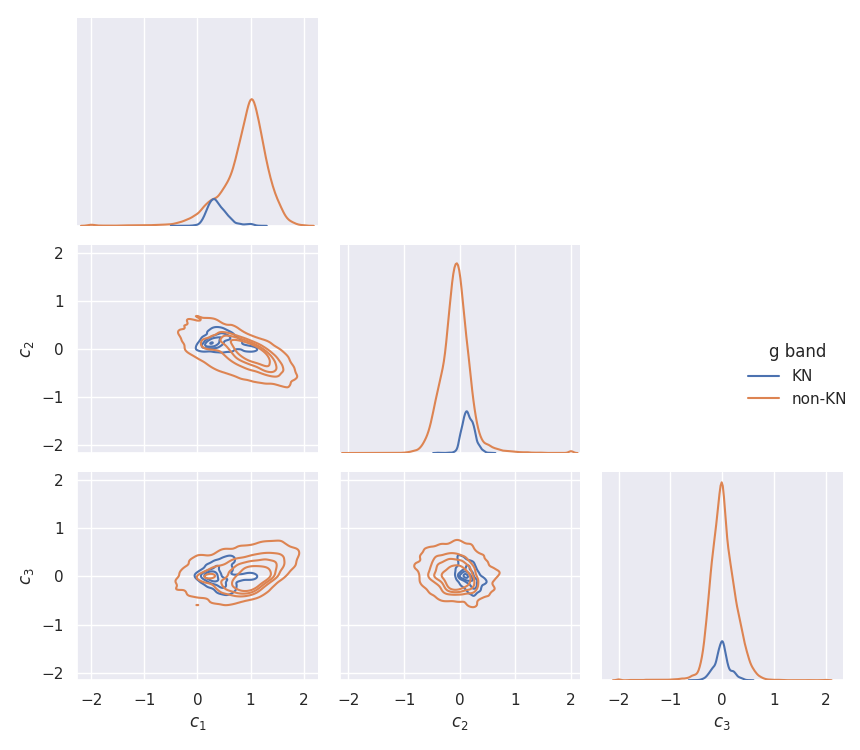 2
1
0
−1
−2
c₂
g band
KN
non-KN
2
1
0
−1
−2
c₃
−2 −1 0 1 2
−2 −1 0 1 2
−2 −1 0 1 2
c₁ c₂ c₃